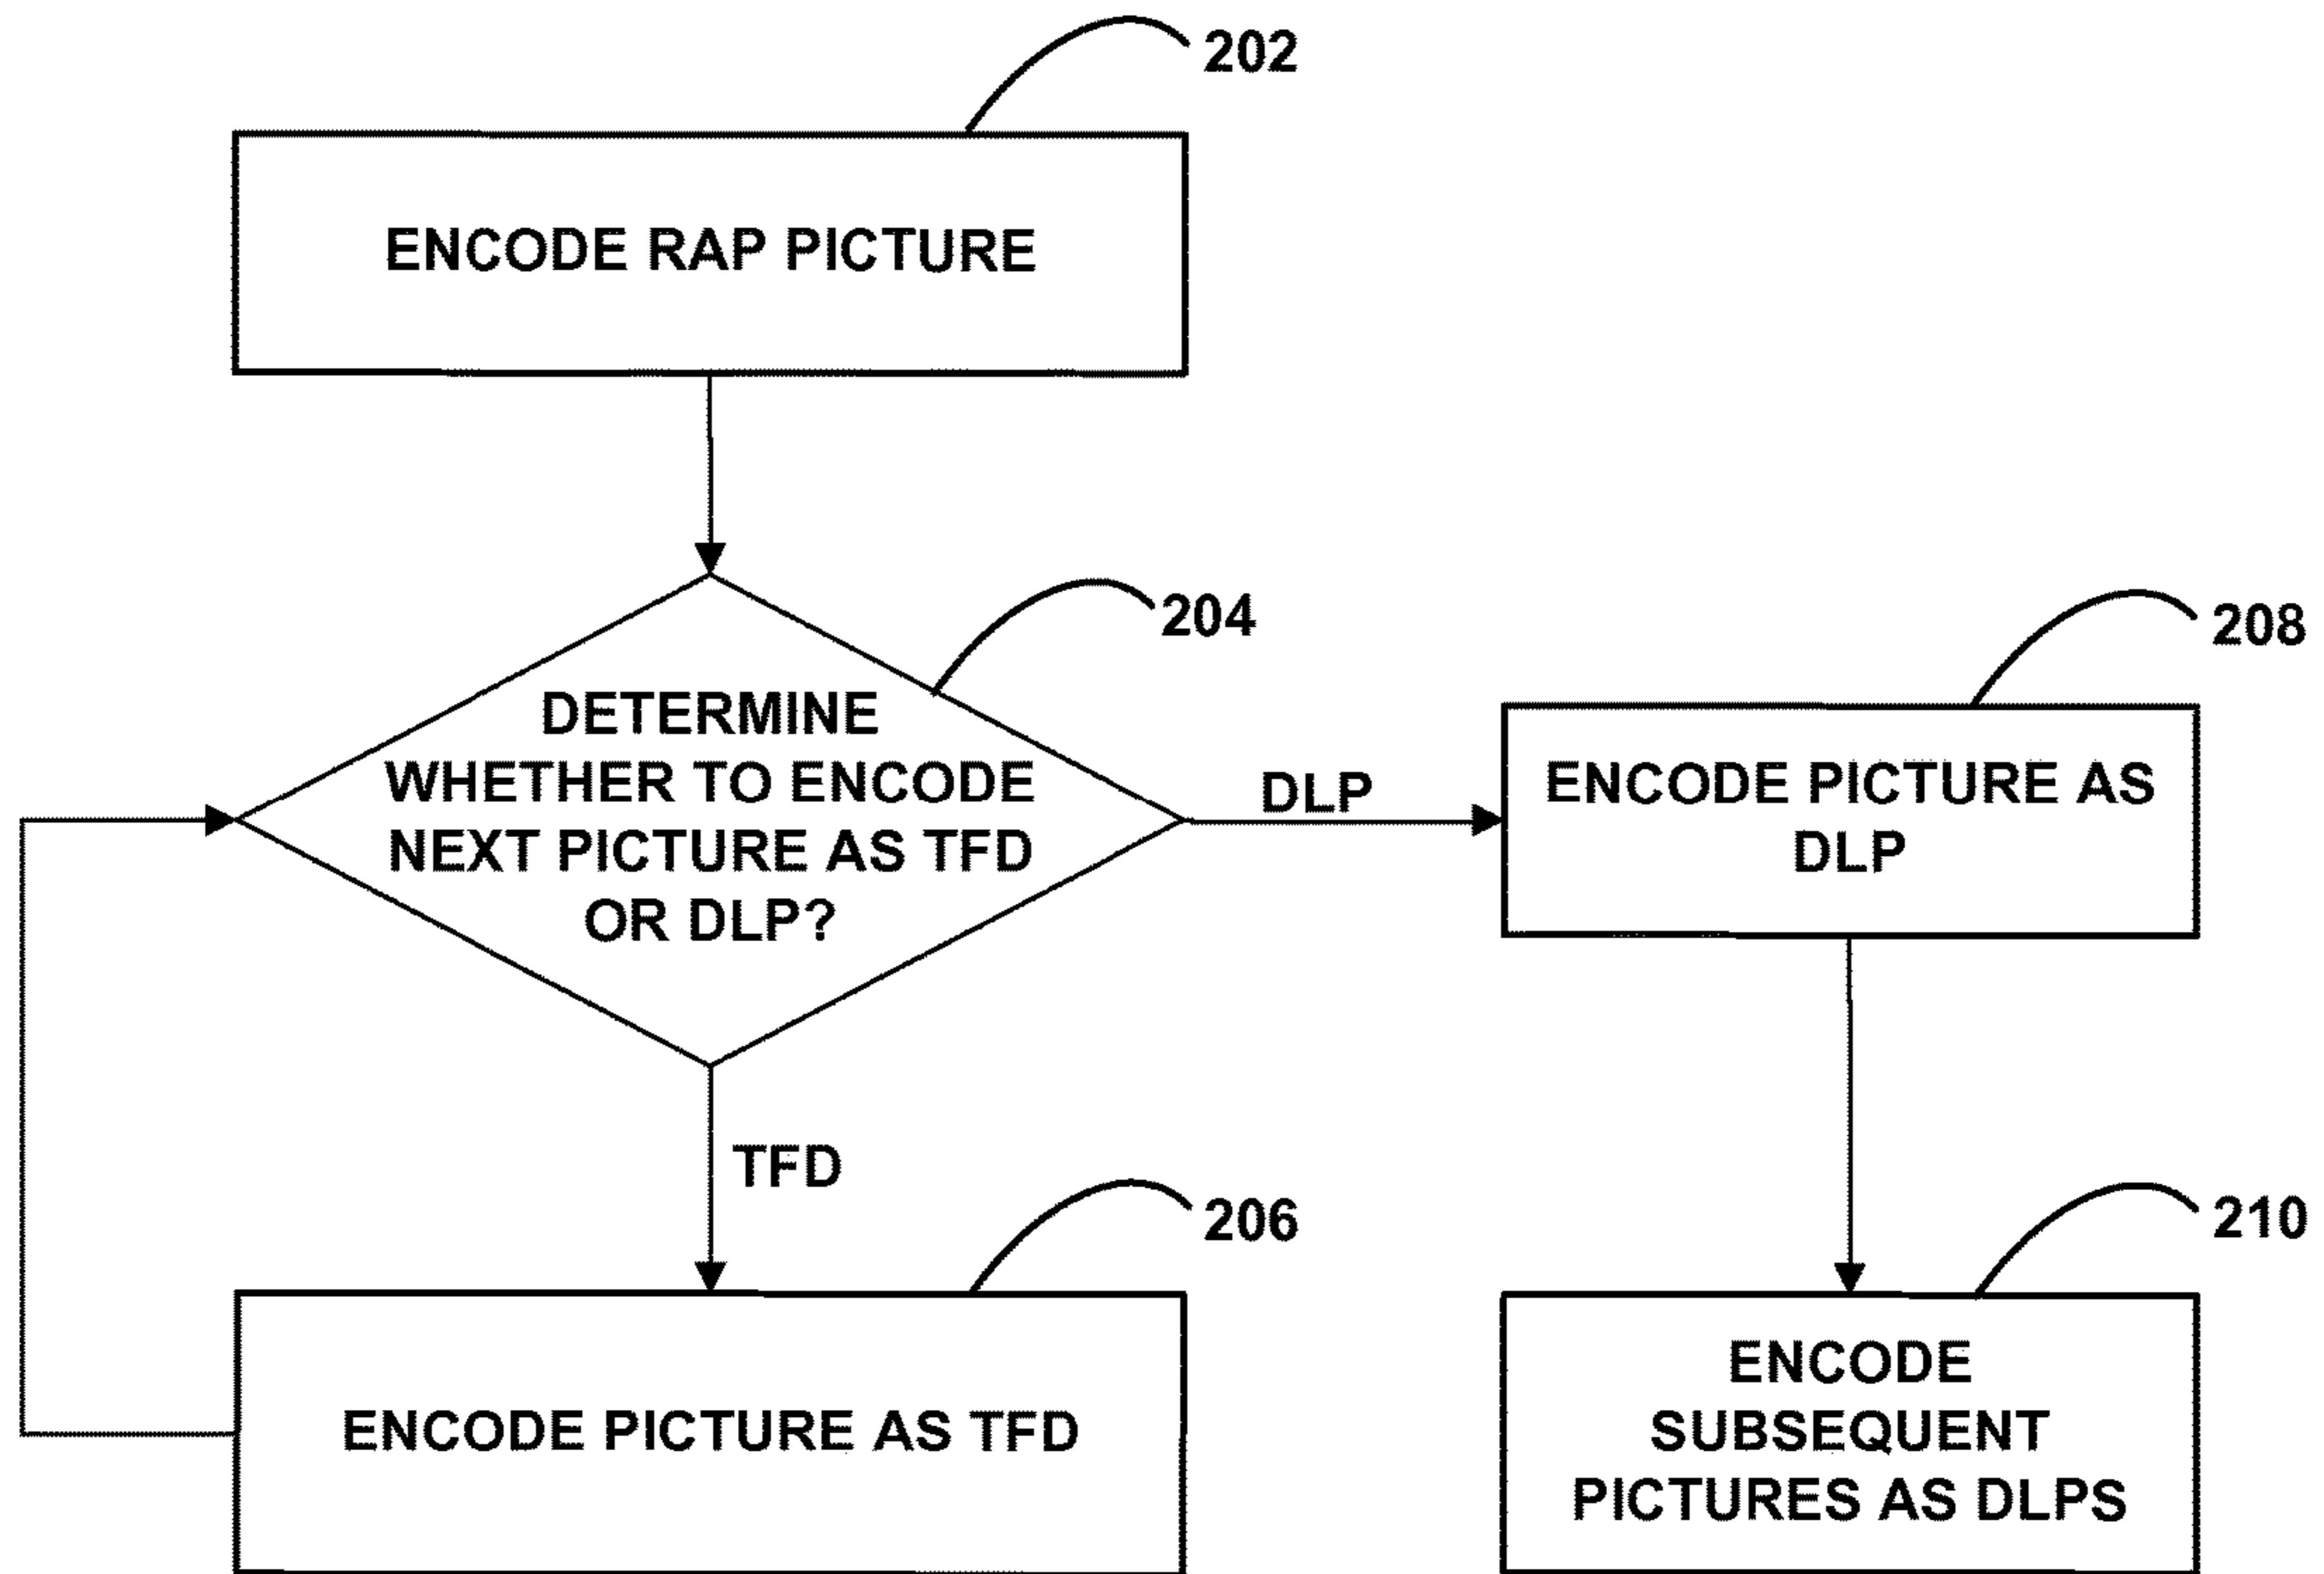 202
ENCODE RAP PICTURE
204
DETERMINE
WHETHER TO ENCODE
NEXT PICTURE AS TFD
OR DLP?
DLP
208
ENCODE PICTURE AS
DLP
TFD
206
ENCODE PICTURE AS TFD
210
ENCODE
SUBSEQUENT
PICTURES AS DLPS